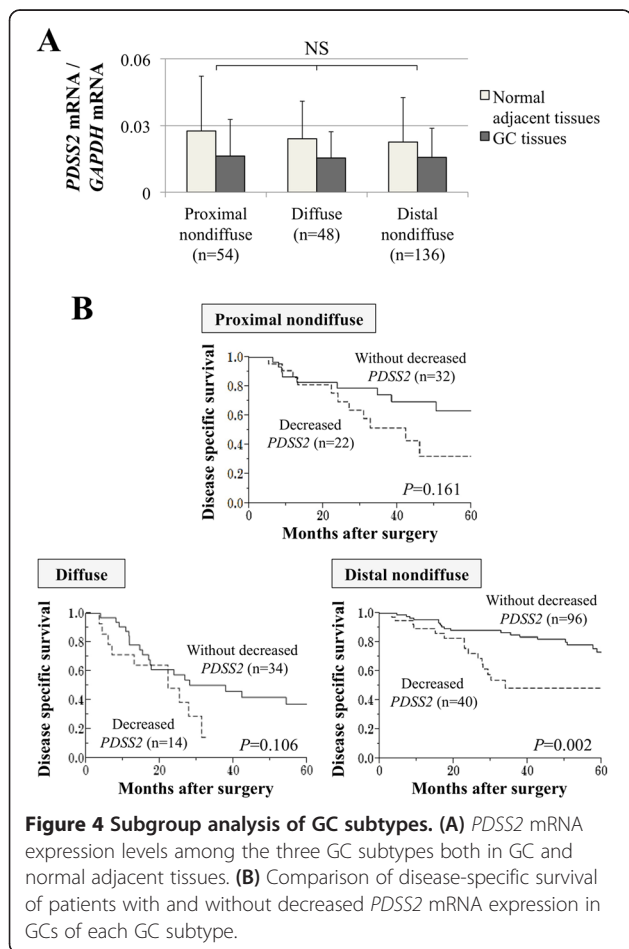 A
NS
0.06
0.03
0
PDSS2 mRNA /
GAPDH mRNA
Normal
adjacent tissues
GC tissues
Proximal
nondiffuse
(n=54)
Diffuse
(n=48)
Distal
nondiffuse
(n=136)
B
Proximal nondiffuse
Disease specific survival
1.0
0.8
0.6
0.4
0.2
0.0
Without decreased
PDSS2 (n=32)
Decreased
PDSS2 (n=22)
P=0.161
0 20 40 60
Months after surgery
Diffuse
Disease specific survival
1.0
0.8
0.6
0.4
0.2
0.0
Without decreased
PDSS2 (n=34)
Decreased
PDSS2 (n=14)
P=0.106
0 20 40 60
Months after surgery
Distal nondiffuse
Disease specific survival
1.0
0.8
0.6
0.4
0.2
0.0
Without decreased
PDSS2 (n=96)
Decreased
PDSS2 (n=40)
P=0.002
0 20 40 60
Months after surgery
Figure 4 Subgroup analysis of GC subtypes. (A) PDSS2 mRNA
expression levels among the three GC subtypes both in GC and
normal adjacent tissues. (B) Comparison of disease-specific survival
of patients with and without decreased PDSS2 mRNA expression in
GCs of each GC subtype.